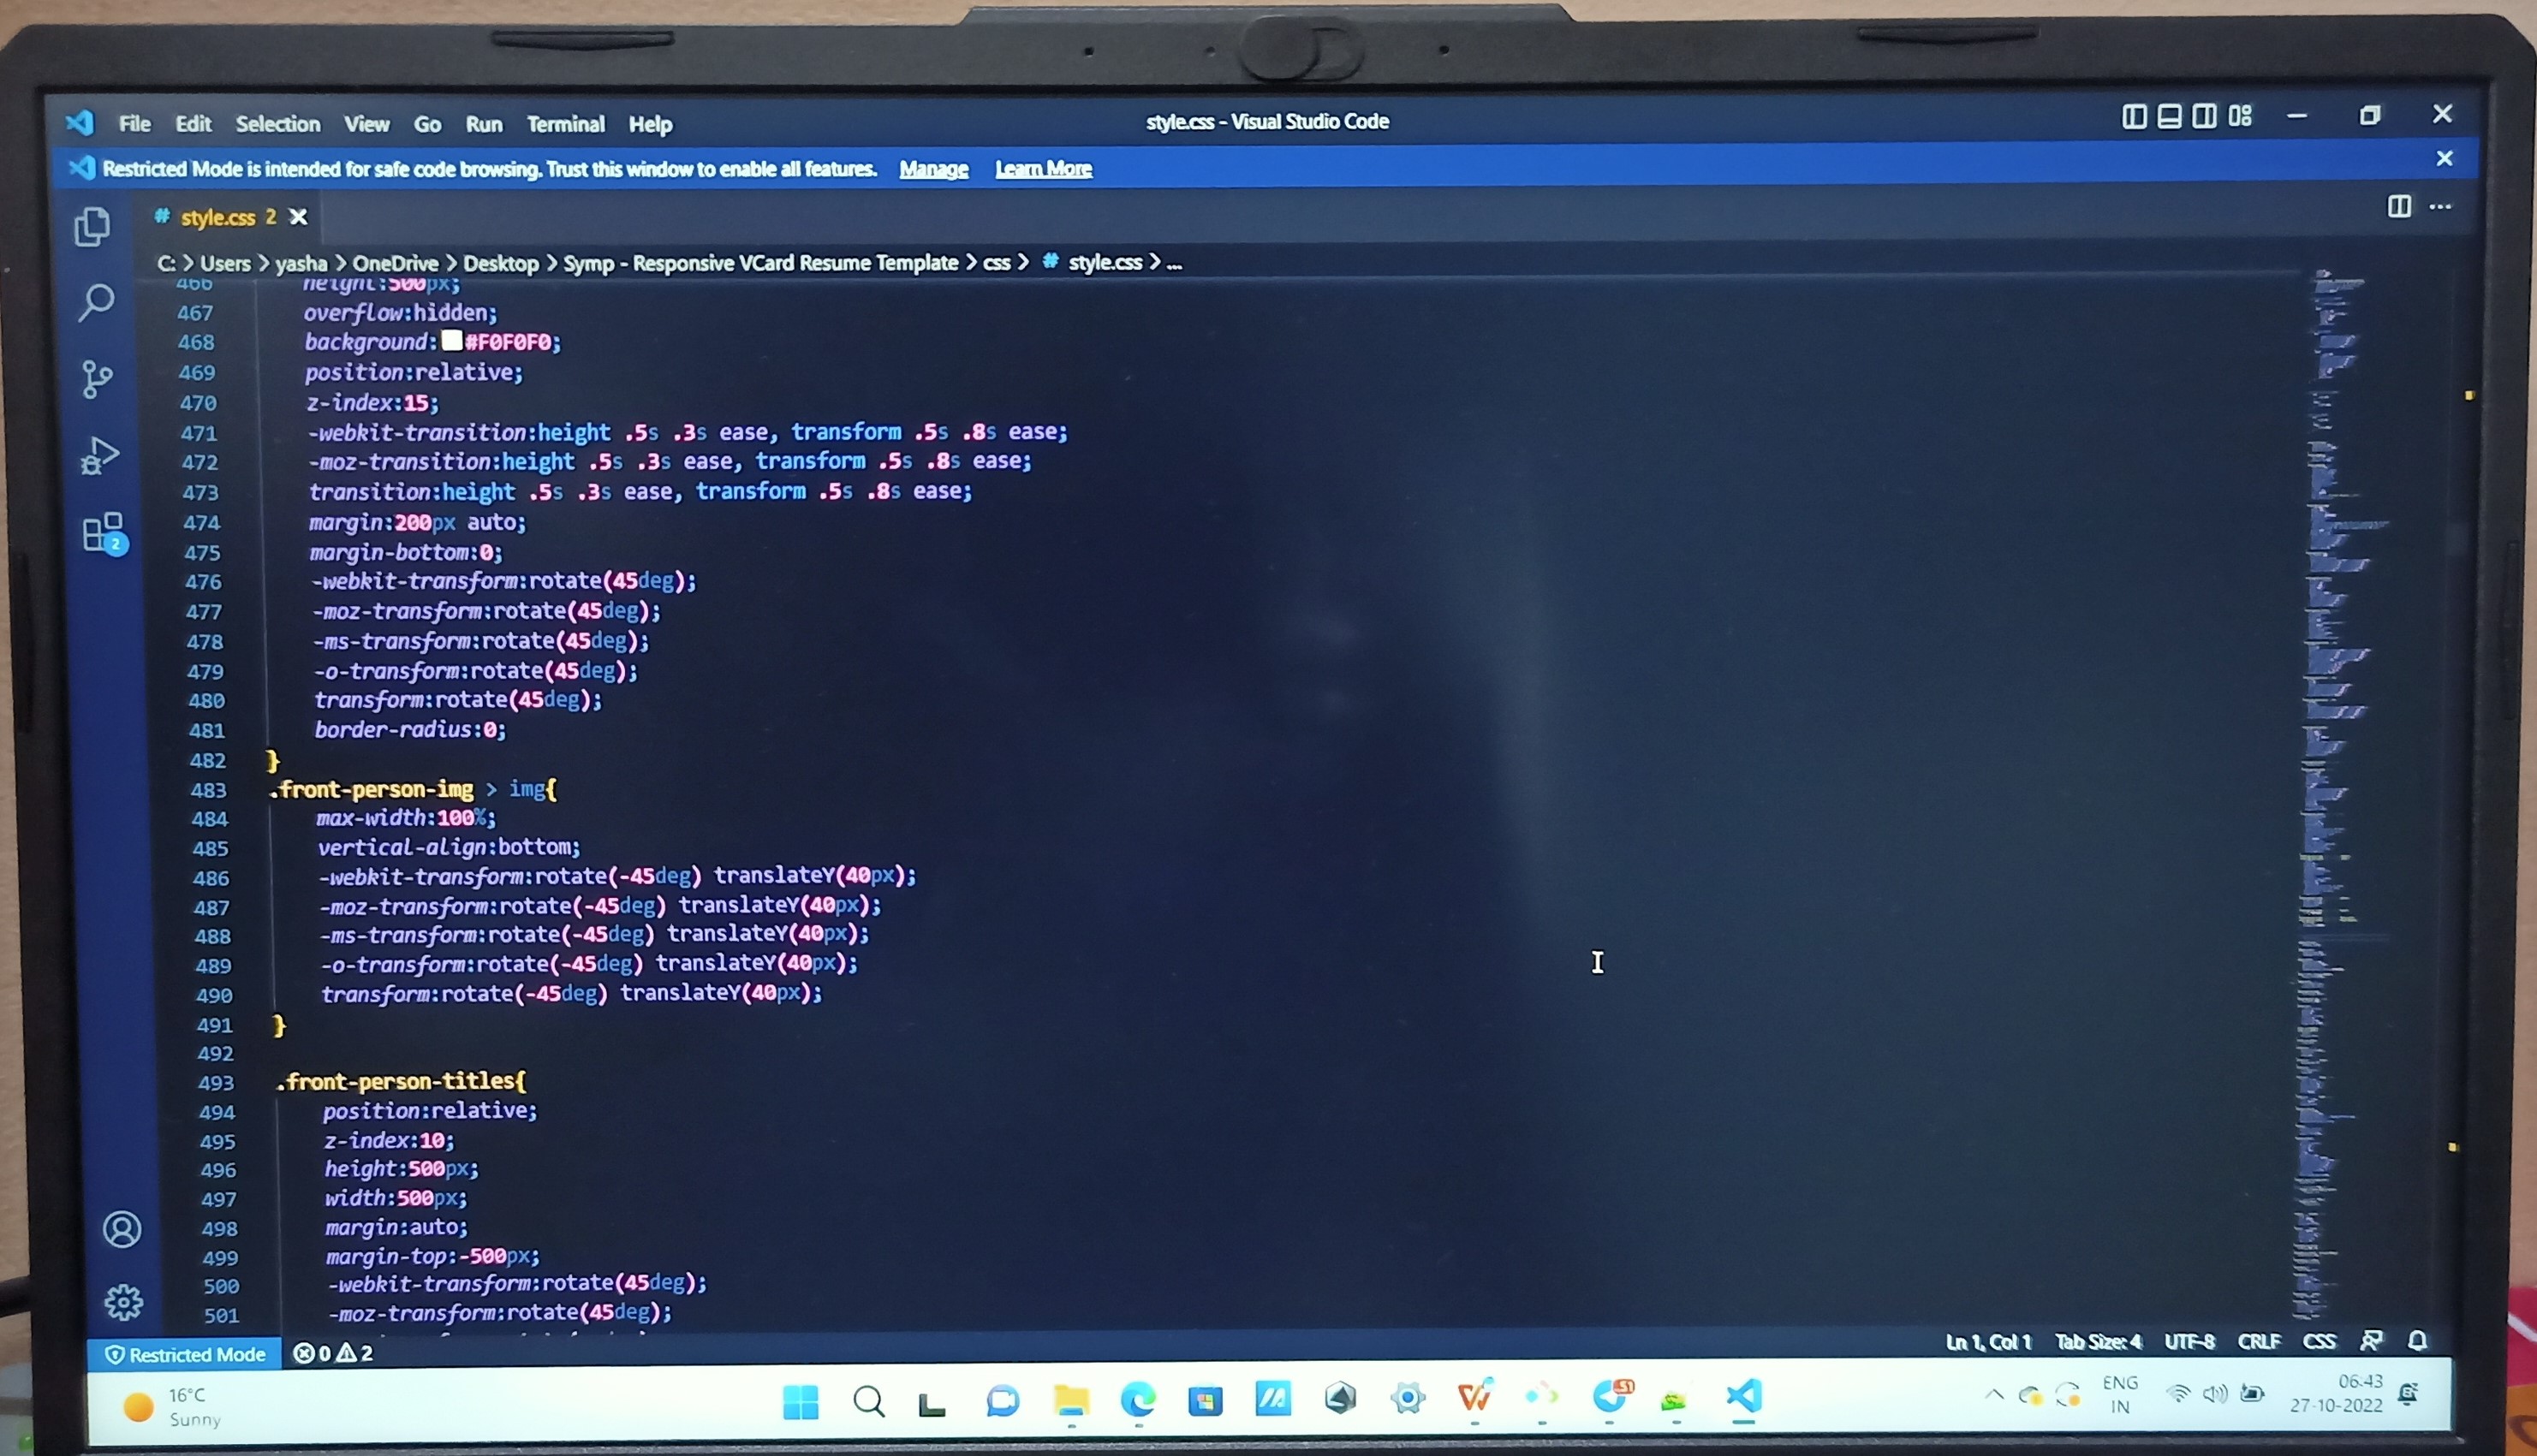 File Edit Selection View Go Run Terminal Help
style.css - Visual Studio Code
Restricted Mode is intended for safe code browsing. Trust this window to enable all features. Manage Learn More
# style.css 2
C: > Users > yasha > OneDrive > Desktop > Symp - Responsive VCard Resume Template > css > # style.css > ...
466 height:500px;
467 overflow:hidden;
468 background:#F0F0F0;
469 position:relative;
470 z-index:15;
471 -webkit-transition:height .5s .3s ease, transform .5s .8s ease;
472 -moz-transition:height .5s .3s ease, transform .5s .8s ease;
473 transition:height .5s .3s ease, transform .5s .8s ease;
474 margin:200px auto;
475 margin-bottom:0;
476 -webkit-transform:rotate(45deg);
477 -moz-transform:rotate(45deg);
478 -ms-transform:rotate(45deg);
479 -o-transform:rotate(45deg);
480 transform:rotate(45deg);
481 border-radius:0;
482 }
483 .front-person-img > img{
484 max-width:100%;
485 vertical-align:bottom;
486 -webkit-transform:rotate(-45deg) translateY(40px);
487 -moz-transform:rotate(-45deg) translateY(40px);
488 -ms-transform:rotate(-45deg) translateY(40px);
489 -o-transform:rotate(-45deg) translateY(40px);
490 transform:rotate(-45deg) translateY(40px);
491 }
492
493 .front-person-titles{
494 position:relative;
495 z-index:10;
496 height:500px;
497 width:500px;
498 margin:auto;
499 margin-top:-500px;
500 -webkit-transform:rotate(45deg);
501 -moz-transform:rotate(45deg);
2
Restricted Mode 0 2
Ln 1, Col 1 Tab Size: 4 UTF-8 CRLF CSS
16°C
Sunny
51
ENG
IN
06:43
27-10-2022